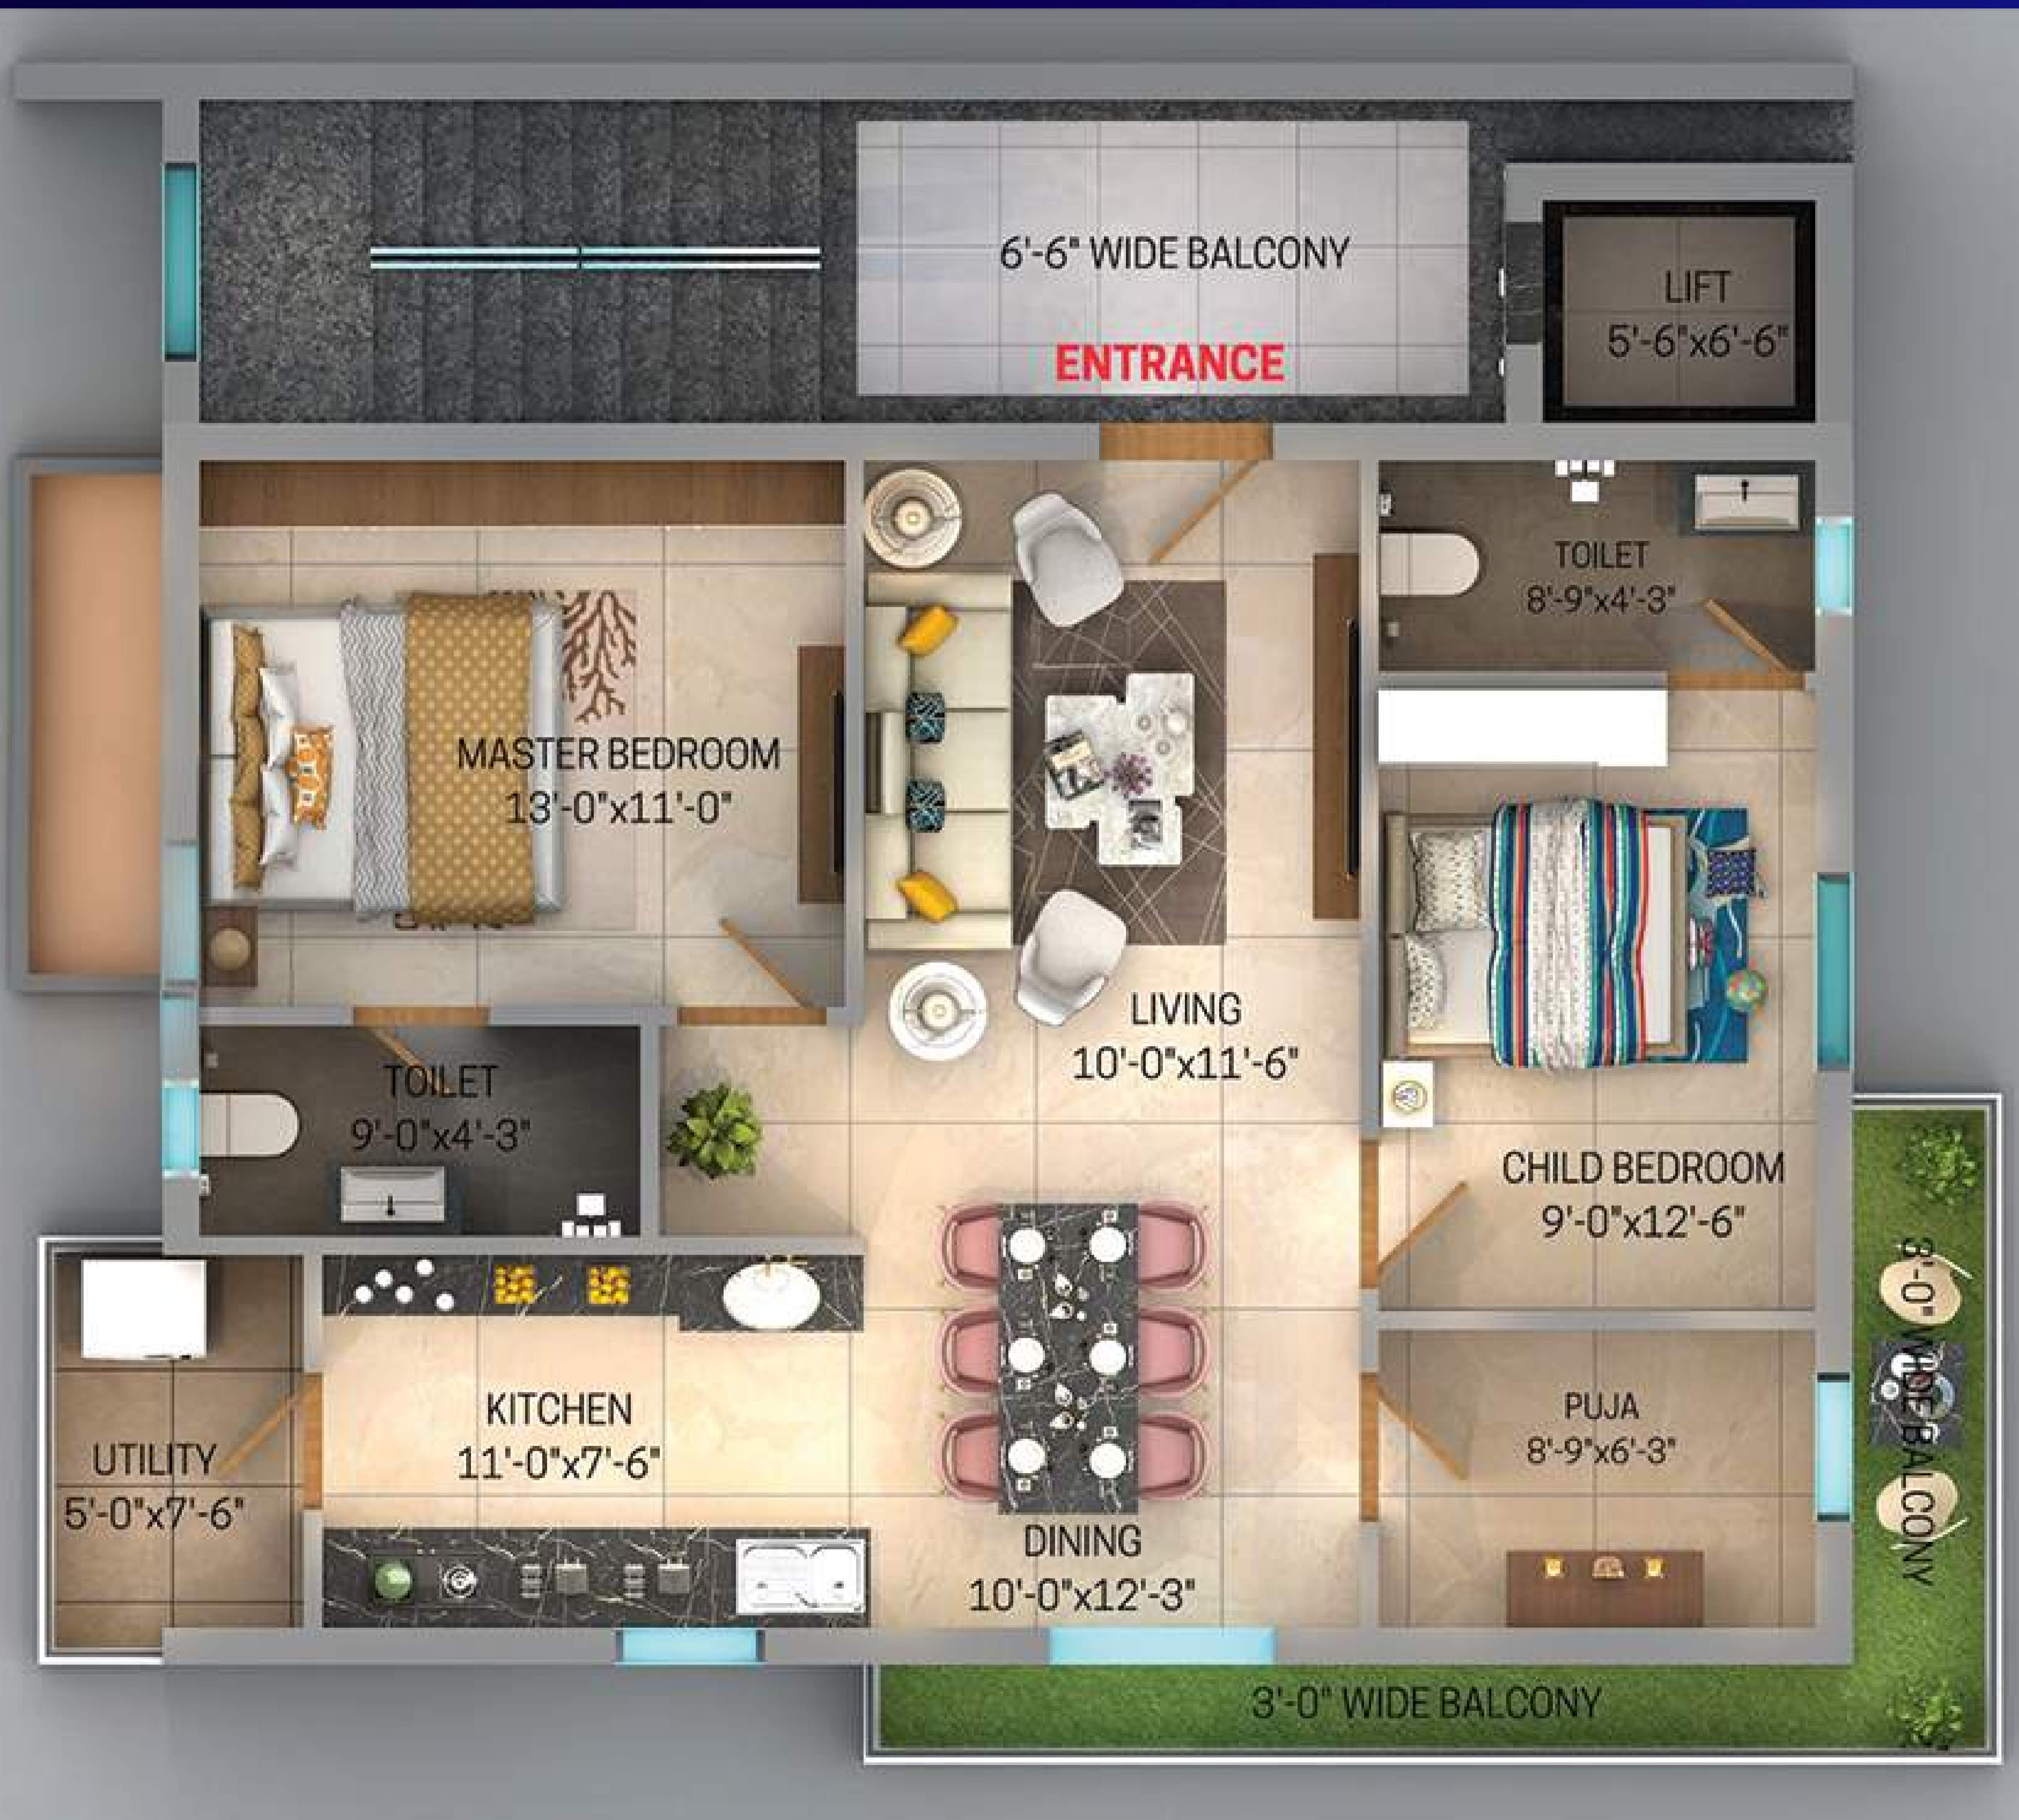 6'-6" WIDE BALCONY
ENTRANCE
LIFT
5'-6"x6'-6"
TOILET
8'-9"x4'-3"
MASTER BEDROOM
13'-0"x11'-0"
LIVING
10'-0"x11'-6"
TOILET
9'-0"x4'-3"
CHILD BEDROOM
9'-0"x12'-6"
KITCHEN
11'-0"x7'-6"
UTILITY
5'-0"x7'-6"
PUJA
8'-9"x6'-3"
3'-0" WIDE BALCONY
DINING
10'-0"x12'-3"
3'-0" WIDE BALCONY